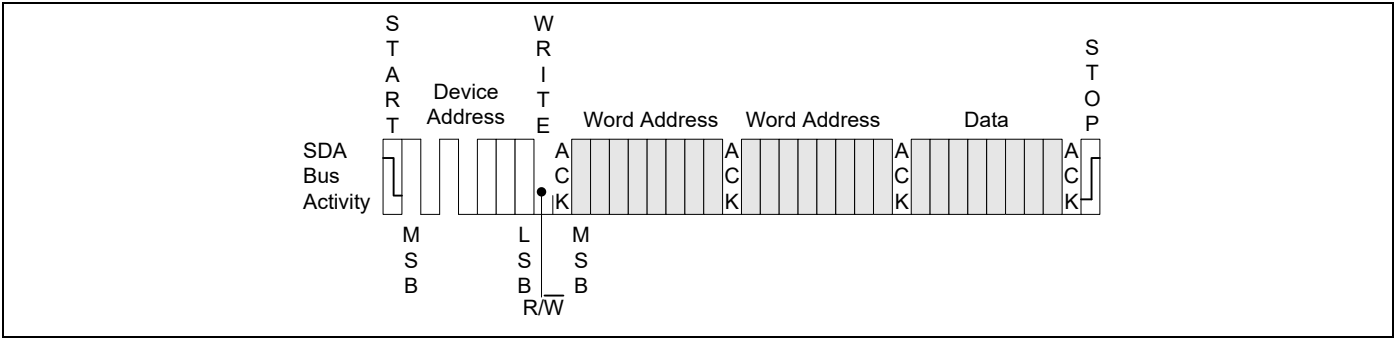 START
WRITE
STOP
Device
Address
Word Address
Word Address
Data
SDA
Bus
Activity
ACK
ACK
ACK
ACK
MSB
LSB
MSB
R/W̅